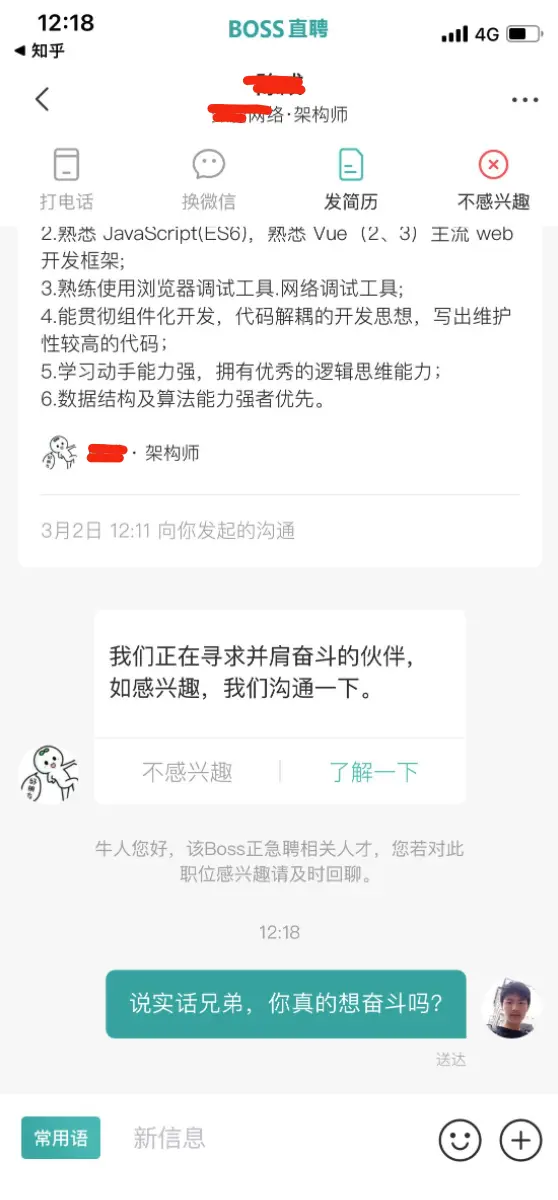 12:18
BOSS直聘
4G
知乎
网络·架构师
打电话
换微信
发简历
不感兴趣
2.熟悉 JavaScript(ES6)，熟悉 Vue（2、3）主流 web
开发框架;
3.熟练使用浏览器调试工具.网络调试工具;
4.能贯彻组件化开发，代码解耦的开发思想，写出维护
性较高的代码；
5.学习动手能力强，拥有优秀的逻辑思维能力；
6.数据结构及算法能力强者优先。
· 架构师
3月2日 12:11 向你发起的沟通
我们正在寻求并肩奋斗的伙伴，
如感兴趣，我们沟通一下。
不感兴趣
了解一下
牛人您好，该Boss正急聘相关人才，您若对此
职位感兴趣请及时回聊。
12:18
说实话兄弟，你真的想奋斗吗？
送达
常用语
新信息